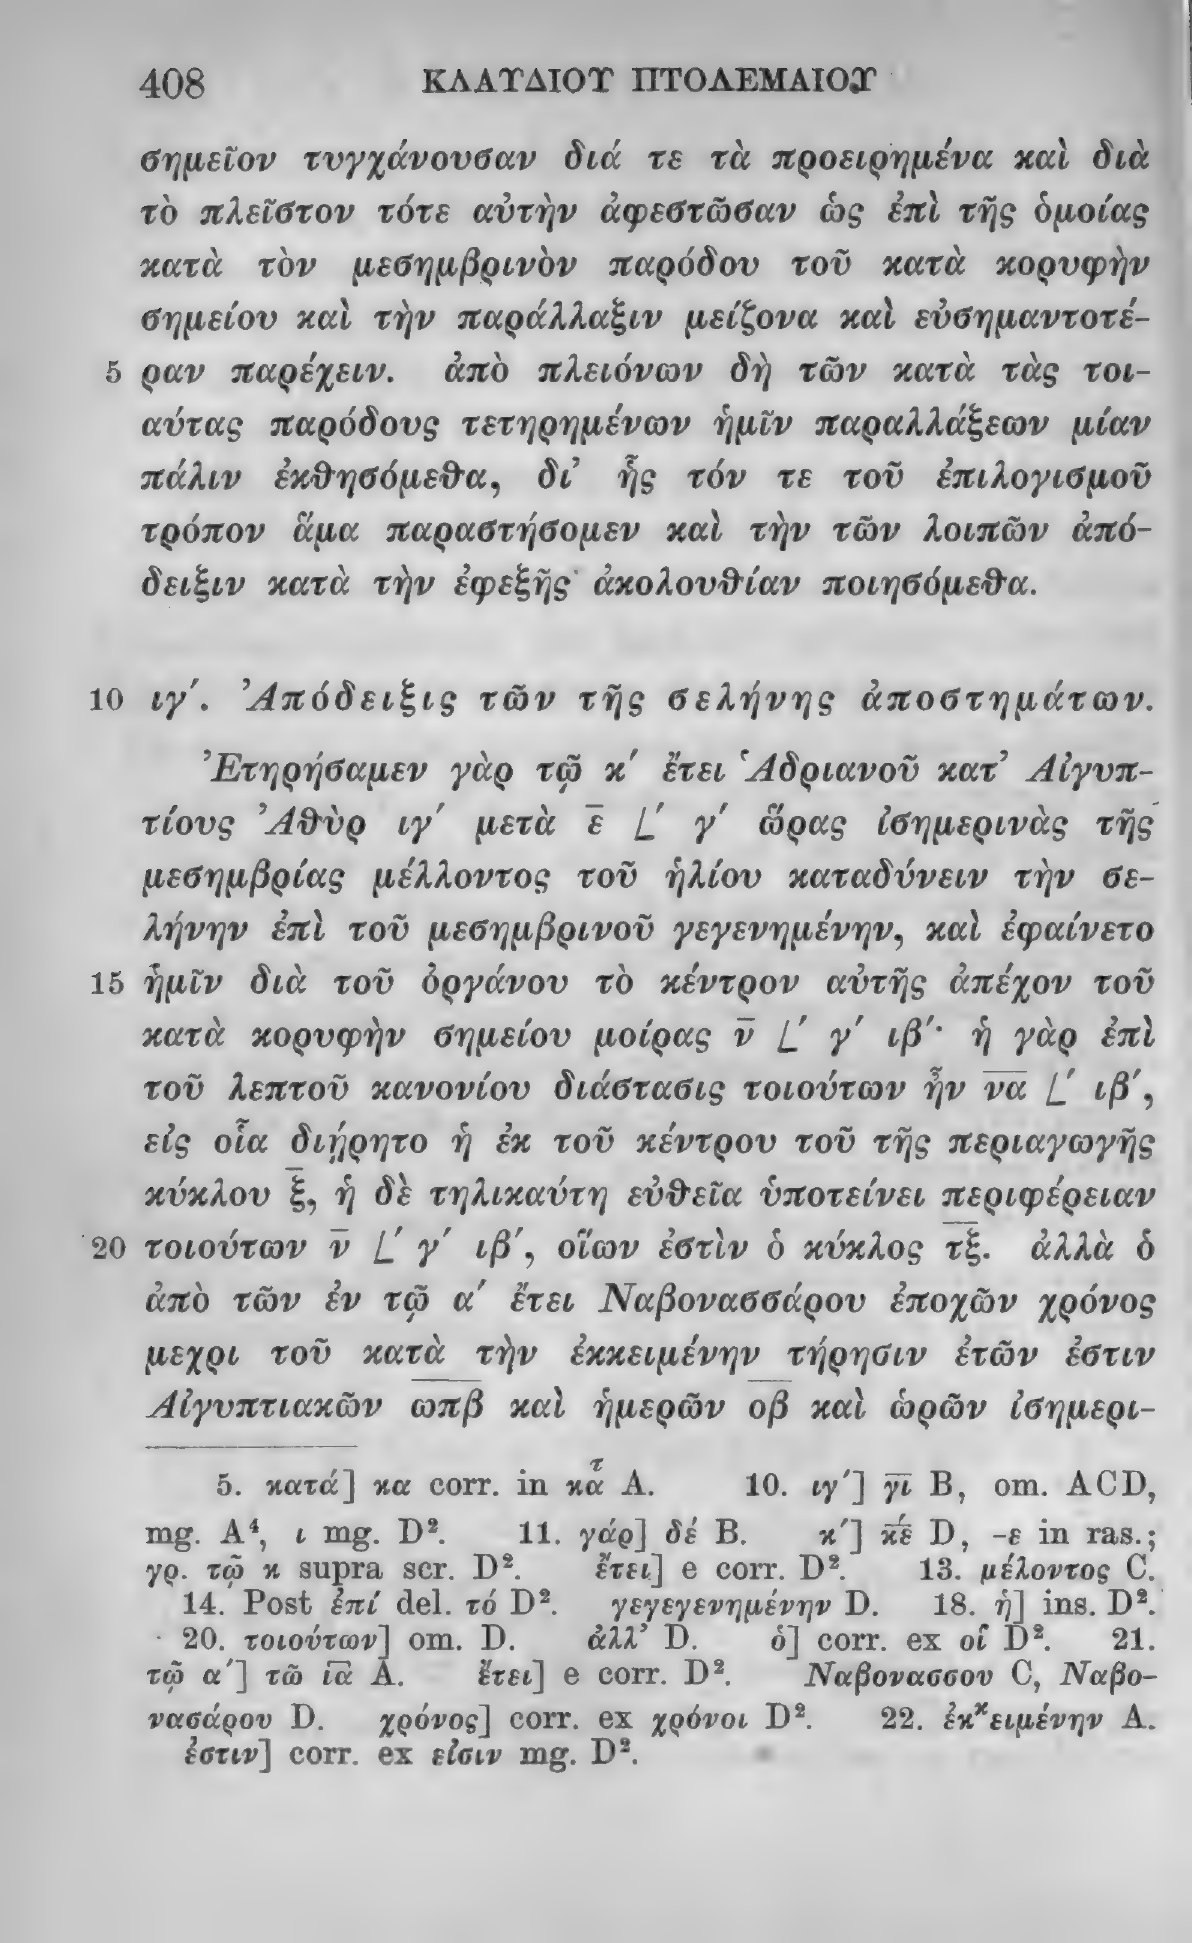 408 ΚΛΑΥΔΙΟΥ ΠΤΟΛΕΜΑΙΟΥ
σημεῖον τυγχάνουσαν διά τε τὰ προειρημένα καὶ διὰ
τὸ πλεῖστον τότε αὐτὴν ἀφεστῶσαν ὡς ἐπὶ τῆς ὁμοίας
κατὰ τὸν μεσημβρινὸν παρόδου τοῦ κατὰ κορυφὴν
σημείου καὶ τὴν παράλλαξιν μείζονα καὶ εὐσημαντοτέ-
5 ραν παρέχειν. ἀπὸ πλειόνων δὴ τῶν κατὰ τὰς τοι-
αύτας παρόδους τετηρημένων ἡμῖν παραλλάξεων μίαν
πάλιν ἐκθησόμεθα, δι’ ἧς τόν τε τοῦ ἐπιλογισμοῦ
τρόπον ἅμα παραστήσομεν καὶ τὴν τῶν λοιπῶν ἀπό-
δειξιν κατὰ τὴν ἐφεξῆς ἀκολουθίαν ποιησόμεθα.
10 ιγ′. Ἀπόδειξις τῶν τῆς σελήνης ἀποστημάτων.
Ἐτηρήσαμεν γὰρ τῷ κ′ ἔτει Ἁδριανοῦ κατ’ Αἰγυπ-
τίους Ἀθὺρ ιγ′ μετὰ ε̅ 𐅵′ γ′ ὥρας ἰσημερινὰς τῆς
μεσημβρίας μέλλοντος τοῦ ἡλίου καταδύνειν τὴν σε-
λήνην ἐπὶ τοῦ μεσημβρινοῦ γεγενημένην, καὶ ἐφαίνετο
15 ἡμῖν διὰ τοῦ ὀργάνου τὸ κέντρον αὐτῆς ἀπέχον τοῦ
κατὰ κορυφὴν σημείου μοίρας ν̅ 𐅵′ γ′ ιβ′· ἡ γὰρ ἐπὶ
τοῦ λεπτοῦ κανονίου διάστασις τοιούτων ἦν ν̅α̅ 𐅵′ ιβ′,
εἰς οἷα διῄρητο ἡ ἐκ τοῦ κέντρου τοῦ τῆς περιαγωγῆς
κύκλου ξ̅, ἡ δὲ τηλικαύτη εὐθεῖα ὑποτείνει περιφέρειαν
20 τοιούτων ν̅ 𐅵′ γ′ ιβ′, οἵων ἐστὶν ὁ κύκλος τ̅ξ̅. ἀλλὰ ὁ
ἀπὸ τῶν ἐν τῷ α′ ἔτει Ναβονασσάρου ἐποχῶν χρόνος
μεχρι τοῦ κατὰ τὴν ἐκκειμένην τήρησιν ἐτῶν ἐστιν
Αἰγυπτιακῶν ω̅π̅β̅ καὶ ἡμερῶν ο̅β̅ καὶ ὡρῶν ἰσημερι-
5. κατά] κα corr. in κα^τ A. 10. ιγ′] γ̅ι̅ B, om. ACD,
mg. A⁴, ι mg. D². 11. γάρ] δέ B. κ′] κ̅ε̅′ D, -ε in ras.;
γρ. τῷ κ supra scr. D². ἔτει] e corr. D². 13. μέλοντος C.
14. Post ἐπί del. τό D². γεγεγενημένην D. 18. ἡ] ins. D².
20. τοιούτων] om. D. ἀλλ’ D. ὁ] corr. ex οἱ D². 21.
τῷ α′] τῶ ι̅α̅ A. ἔτει] e corr. D². Ναβονασσου C, Ναβο-
νασάρου D. χρόνος] corr. ex χρόνοι D². 22. ἐκ^κειμένην A.
ἐστιν] corr. ex εἰσιν mg. D².